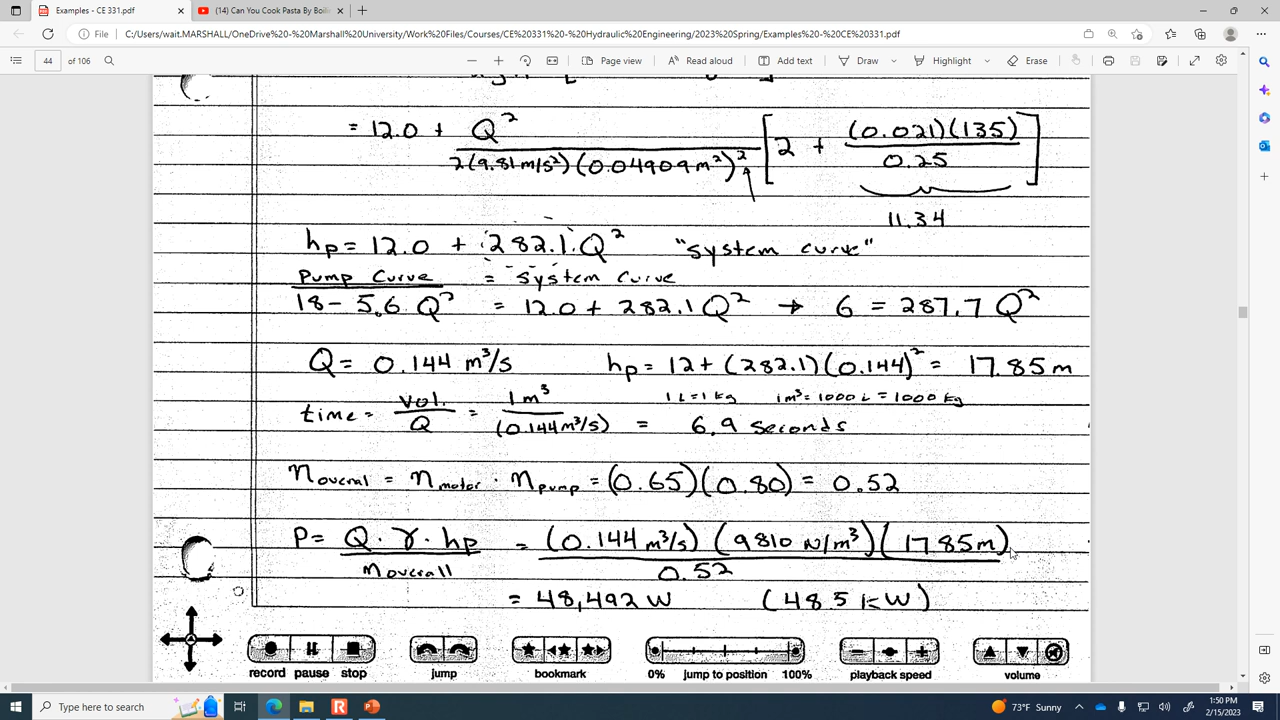 Examples - CE 331.pdf
(14) Can You Cook Pasta By Boili
File C:/Users/wait.MARSHALL/OneDrive%20-%20Marshall%20University/Work%20Files/Courses/CE%20331%20-%20Hydraulic%20Engineering/2023%20Spring/Examples%20-%20CE%20331.pdf
44 of 106 Page view Read aloud Add text Draw Highlight Erase
= 12.0 + Q² / 2(9.81 m/s²)(0.04909 m²)² [2 + (0.021)(135) / 0.25]
11.34
hp = 12.0 + 282.1 Q² "system curve"
Pump Curve = System Curve
18 - 5.6 Q² = 12.0 + 282.1 Q² → 6 = 287.7 Q²
Q = 0.144 m³/s hp = 12 + (282.1)(0.144)² = 17.85 m
1 L = 1 kg 1 m³ = 1000 L = 1000 kg
time = vol. / Q = 1 m³ / (0.144 m³/s) = 6.9 seconds
η overal = η motor · η pump = (0.65)(0.80) = 0.52
P = Q · γ · hp / η overall = (0.144 m³/s) (9810 N/m³) (17.85 m) / 0.52
= 48,492 W (48.5 kW)
record pause stop jump bookmark 0% jump to position 100% playback speed volume
Type here to search
73°F Sunny
1:50 PM
2/15/2023